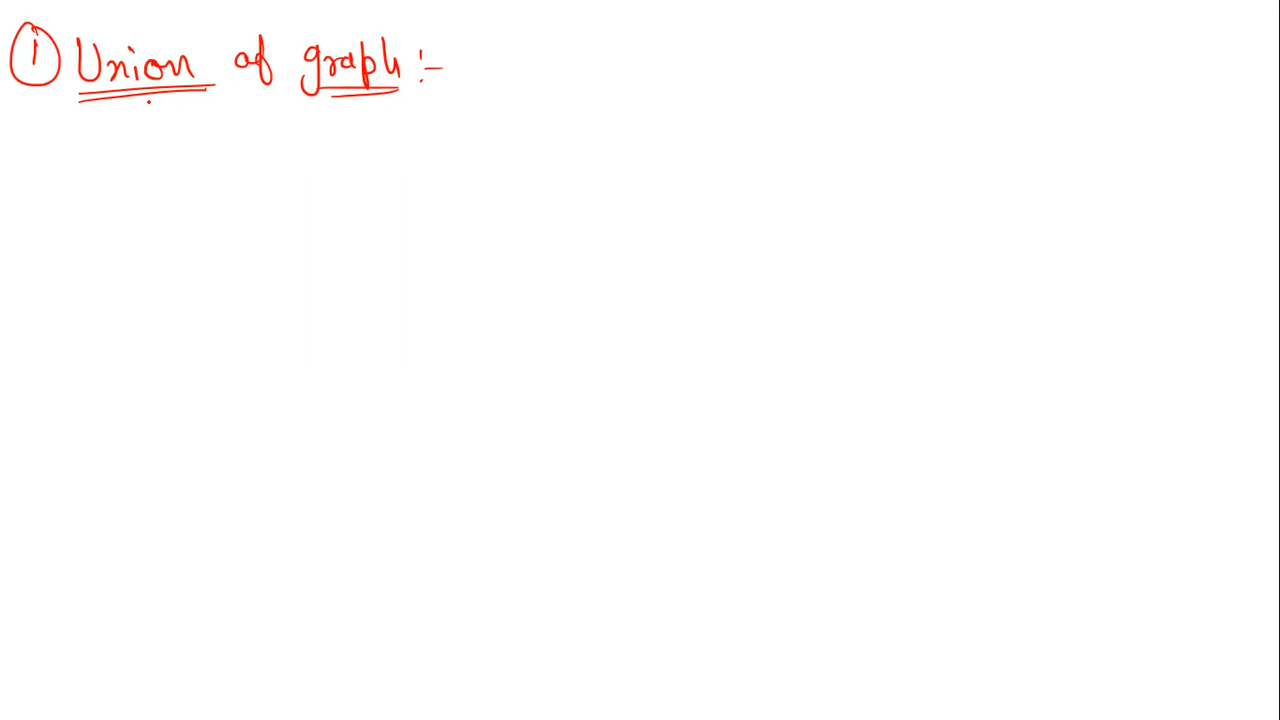 ① Union of graph :-